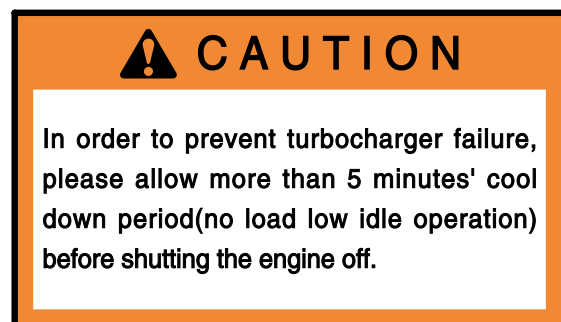 CAUTION
In order to prevent turbocharger failure,
please allow more than 5 minutes' cool
down period(no load low idle operation)
before shutting the engine off.